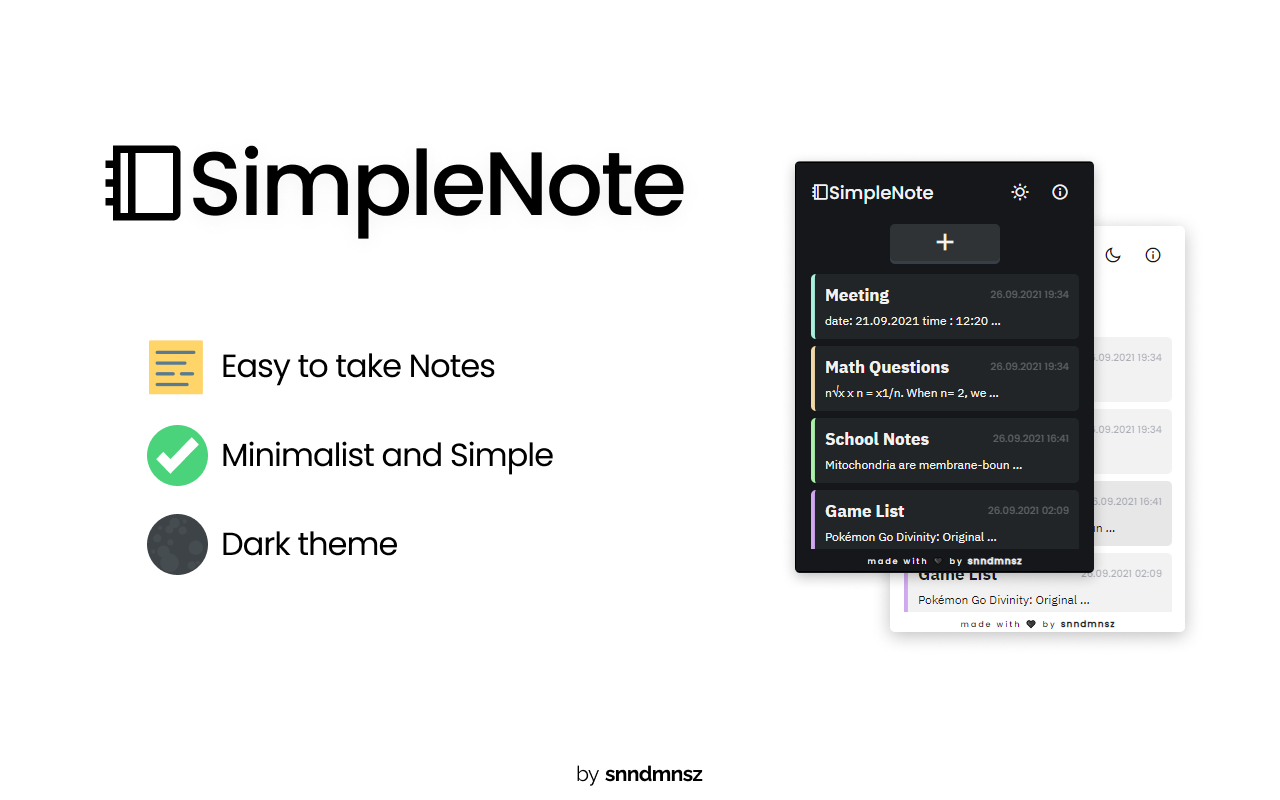 SimpleNote
Easy to take Notes
Minimalist and Simple
Dark theme
SimpleNote
Meeting 26.09.2021 19:34
date: 21.09.2021 time : 12:20 ...
Math Questions 26.09.2021 19:34
n√x x n = x1/n. When n= 2, we ...
School Notes 26.09.2021 16:41
Mitochondria are membrane-boun ...
Game List 26.09.2021 02:09
Pokémon Go Divinity: Original ...
made with by snndmnsz
.09.2021 19:34
.09.2021 19:34
.09.2021 16:41
un ...
Game List 26.09.2021 02:09
Pokémon Go Divinity: Original ...
made with by snndmnsz
by snndmnsz